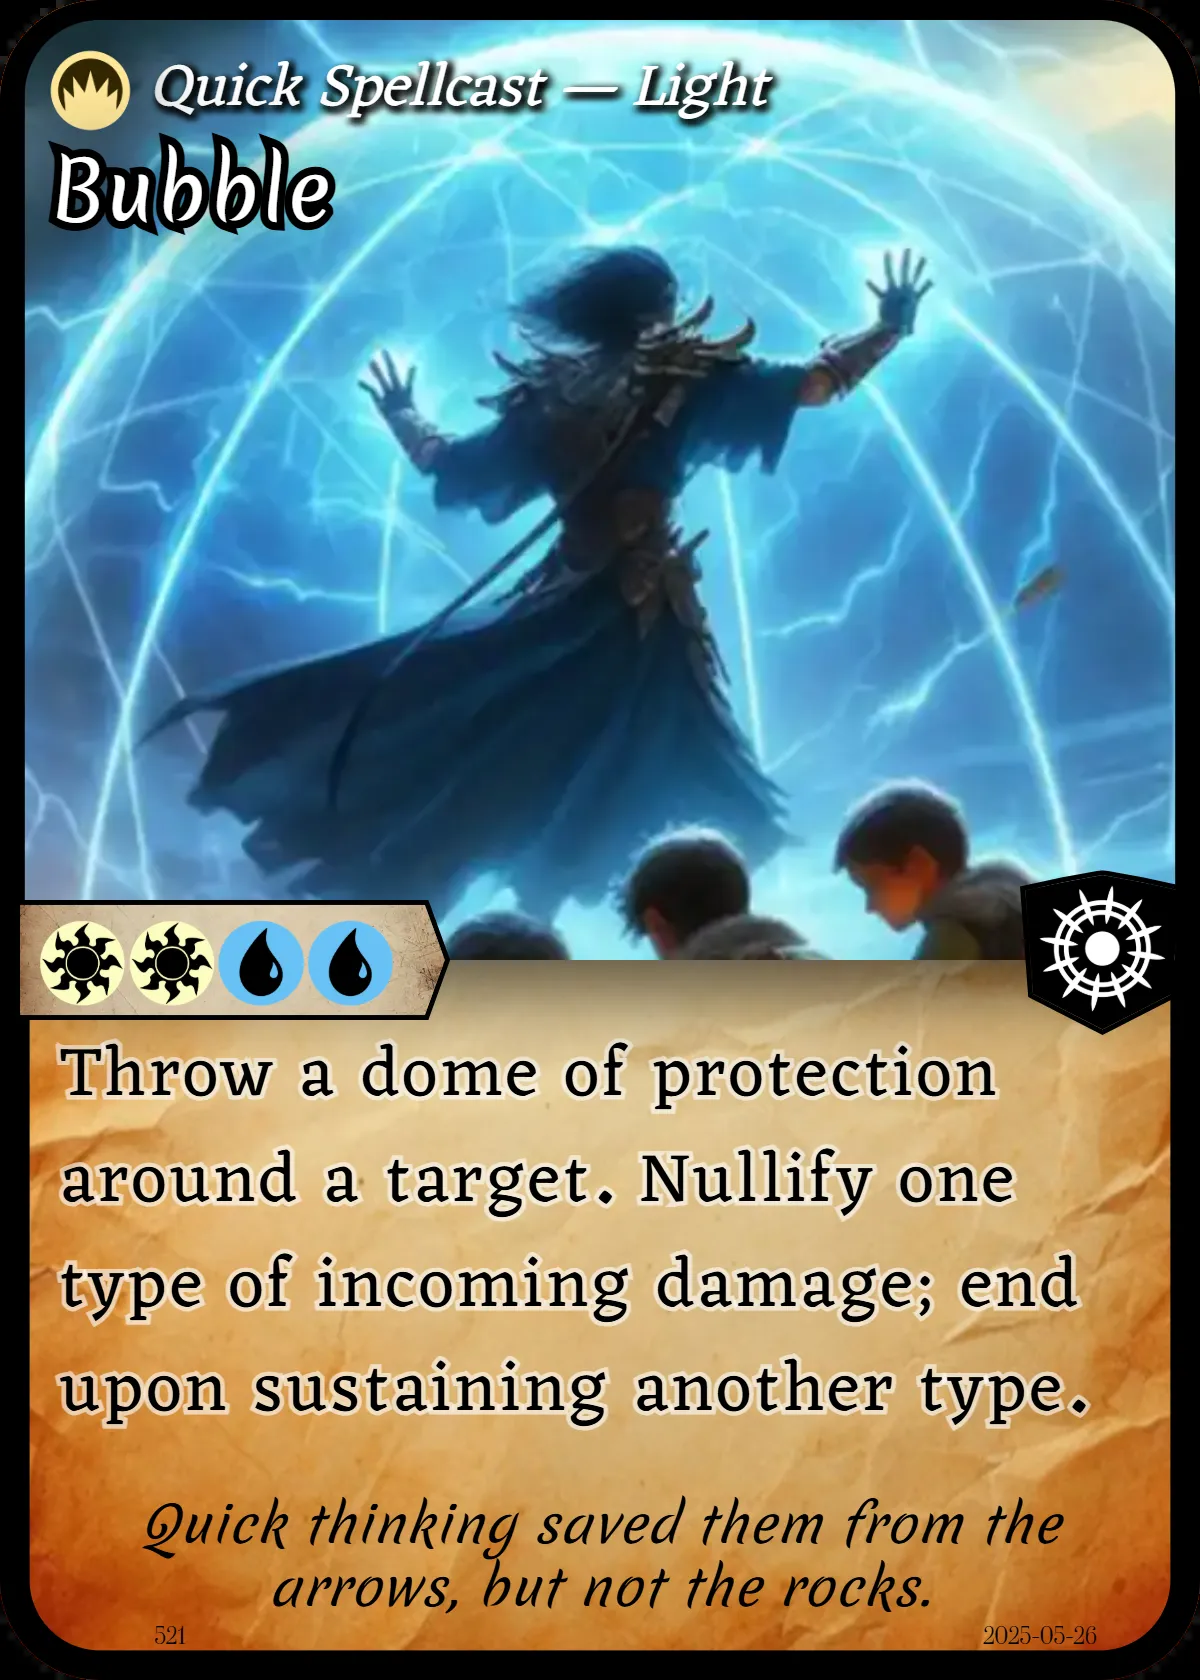 Quick Spellcast — Light
Bubble
Throw a dome of protection
around a target. Nullify one
type of incoming damage; end
upon sustaining another type.
Quick thinking saved them from the
arrows, but not the rocks.
521
2025-05-26